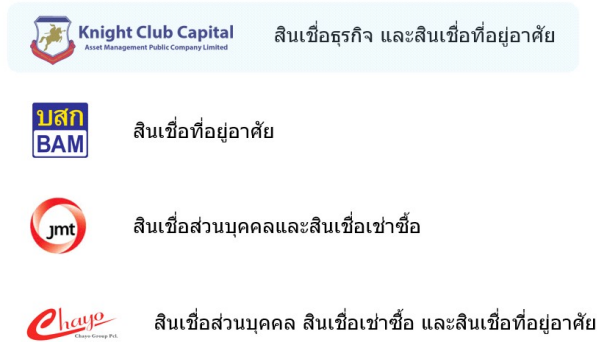 Knight Club Capital
Asset Management Public Company Limited
สินเชื่อธุรกิจ และสินเชื่อที่อยู่อาศัย
บสก
BAM
สินเชื่อที่อยู่อาศัย
jmt
สินเชื่อส่วนบุคคลและสินเชื่อเช่าซื้อ
Chayo
Chayo Group Pcl.
สินเชื่อส่วนบุคคล สินเชื่อเช่าซื้อ และสินเชื่อที่อยู่อาศัย